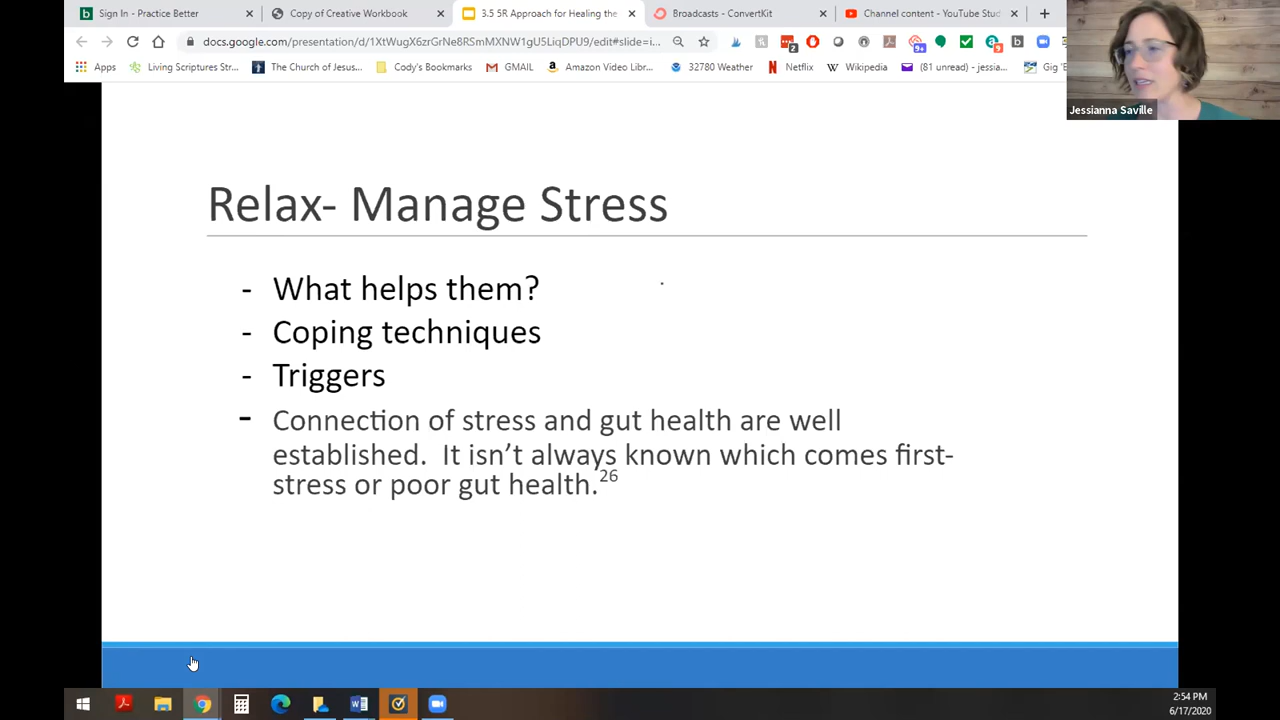 Sign In - Practice Better
Copy of Creative Workbook
3.5 5R Approach for Healing the
Broadcasts - ConvertKit
Channel content - YouTube Stud
docs.google.com/presentation/d/1XtWugX6zrGrNe8RSmMXNW1gU5LiqDPU9/edit#slide=i...
Apps
Living Scriptures Str...
The Church of Jesus...
Cody's Bookmarks
GMAIL
Amazon Video Libr...
32780 Weather
Netflix
Wikipedia
(81 unread) - jessia...
Gig 'E
Jessianna Saville
Relax- Manage Stress
- What helps them?
- Coping techniques
- Triggers
- Connection of stress and gut health are well
established. It isn't always known which comes first-
stress or poor gut health.26
2:54 PM
6/17/2020